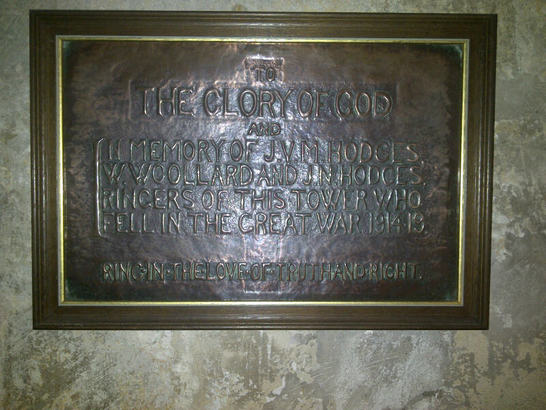 TO
THE GLORY OF GOD
AND
IN MEMORY OF J.V.M. HODGES,
W. WOOLLARD AND J.N. HODGES,
RINGERS OF THIS TOWER WHO
FELL IN THE GREAT WAR 1914-19.
RING·IN·THE·LOVE·OF·TRUTH·AND·RIGHT.